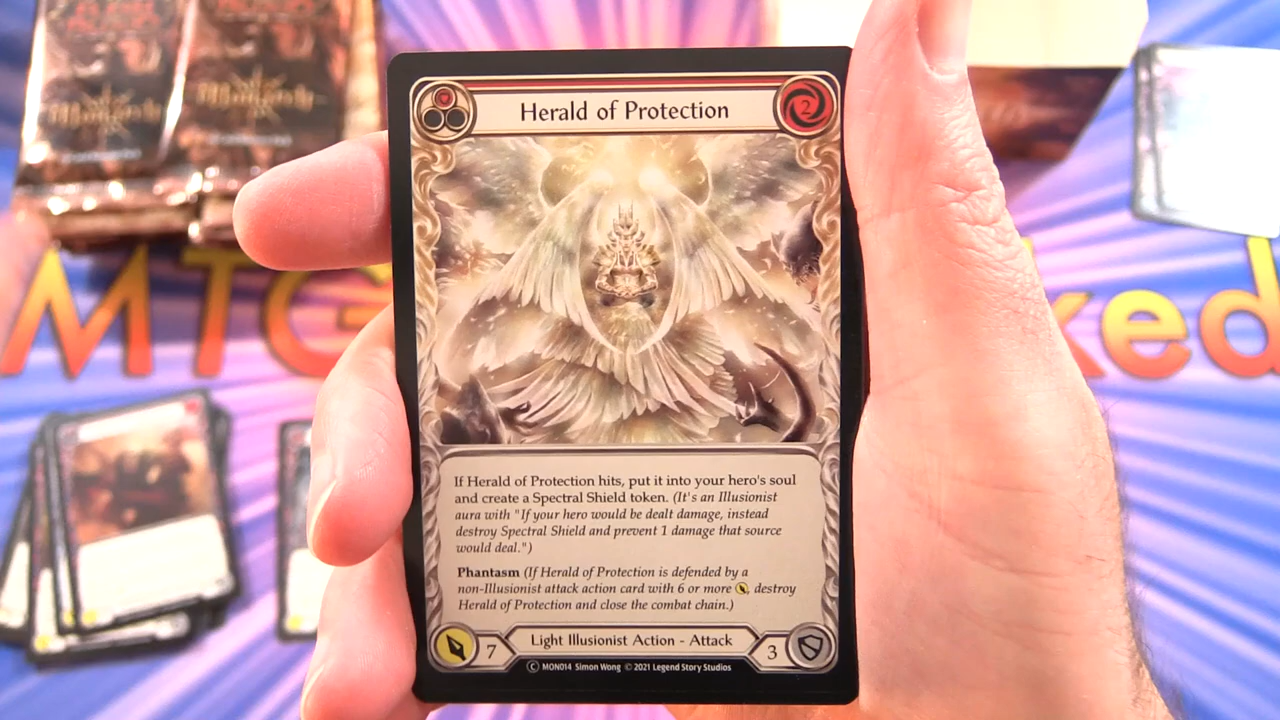 Herald of Protection
2
MTG
ked
If Herald of Protection hits, put it into your hero's soul
and create a Spectral Shield token. (It's an Illusionist
aura with "If your hero would be dealt damage, instead
destroy Spectral Shield and prevent 1 damage that source
would deal.")
Phantasm (If Herald of Protection is defended by a
non-Illusionist attack action card with 6 or more , destroy
Herald of Protection and close the combat chain.)
7
Light Illusionist Action - Attack
3
C MON014 Simon Wong © 2021 Legend Story Studios